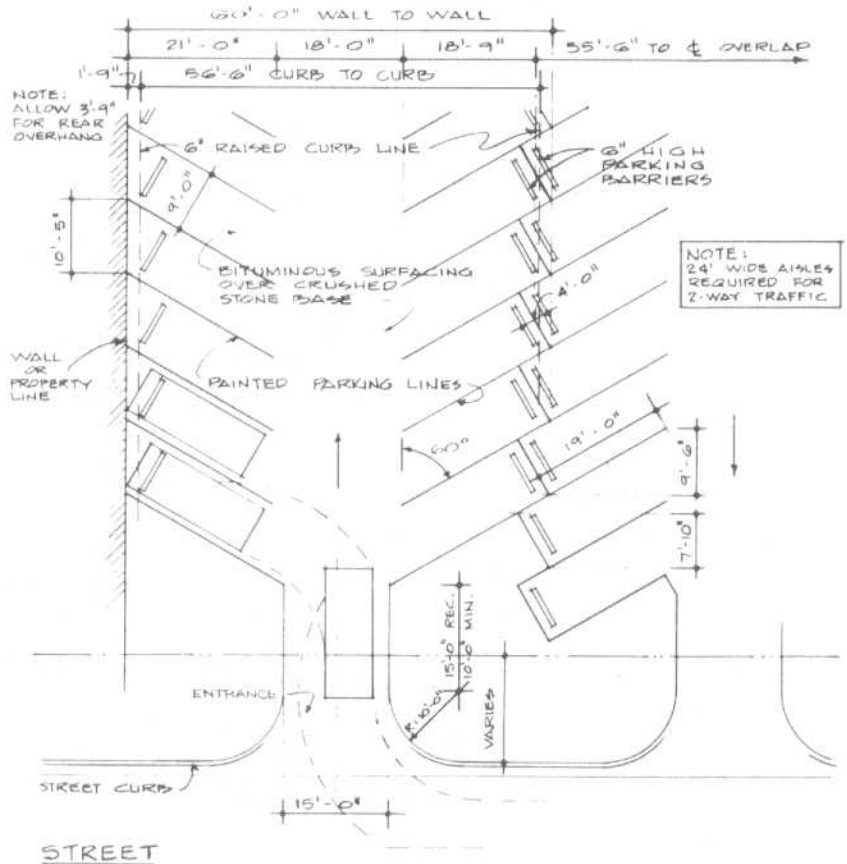 60'-0" WALL TO WALL
21'-0" 18'-0" 18'-9" 55'-6" TO ℄ OVERLAP
1'-9" 56'-6" CURB TO CURB
NOTE:
ALLOW 3'-9"
FOR REAR
OVERHANG
6" RAISED CURB LINE
6" HIGH
PARKING
BARRIERS
9'-0"
10'-5"
BITUMINOUS SURFACING
OVER CRUSHED
STONE BASE
4'-0"
NOTE:
24' WIDE AISLES
REQUIRED FOR
2-WAY TRAFFIC
WALL
OR
PROPERTY
LINE
PAINTED PARKING LINES
60°
19'-0"
9'-6"
7'-10"
15'-0" REC.
10'-0" MIN.
ENTRANCE
R=10'-0"
VARIES
STREET CURB
15'-0"
STREET